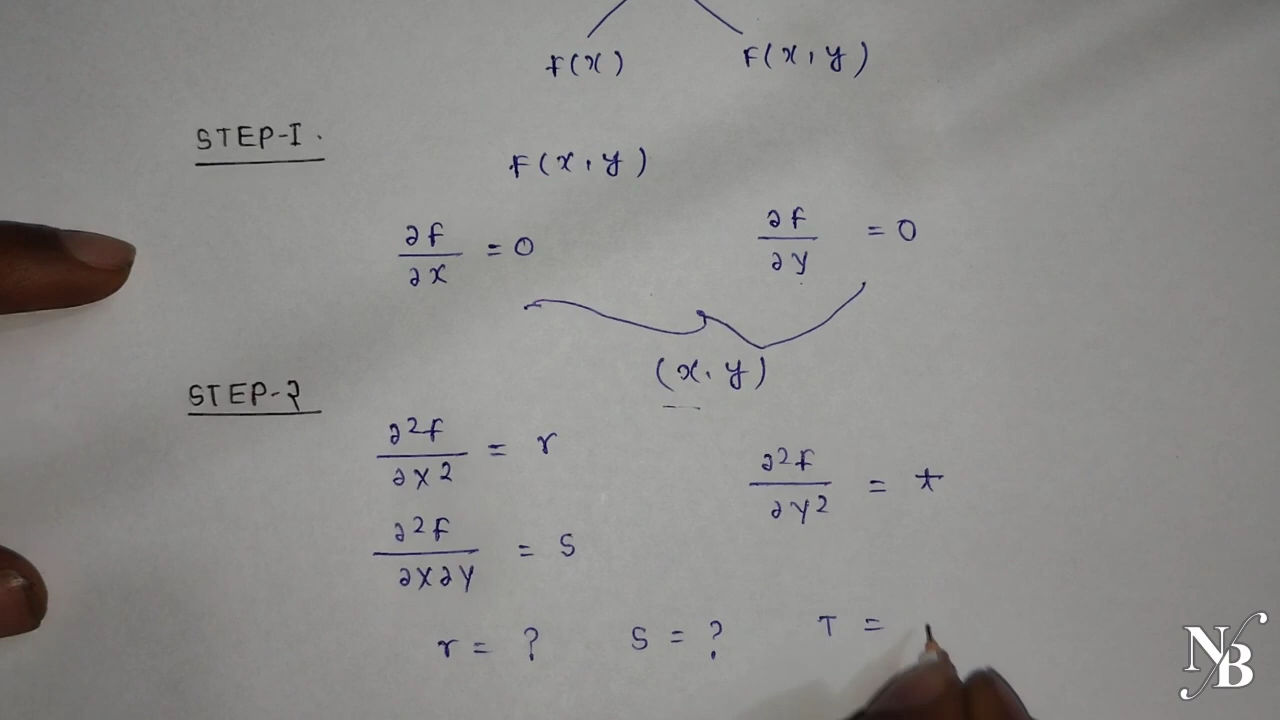 f(x) f(x,y)
STEP-I.
f(x,y)
∂f/∂x = 0 ∂f/∂y = 0
(x,y)
STEP-2
∂²f/∂x² = r ∂²f/∂y² = t
∂²f/∂x∂y = S
r = ? S = ? T =
NB